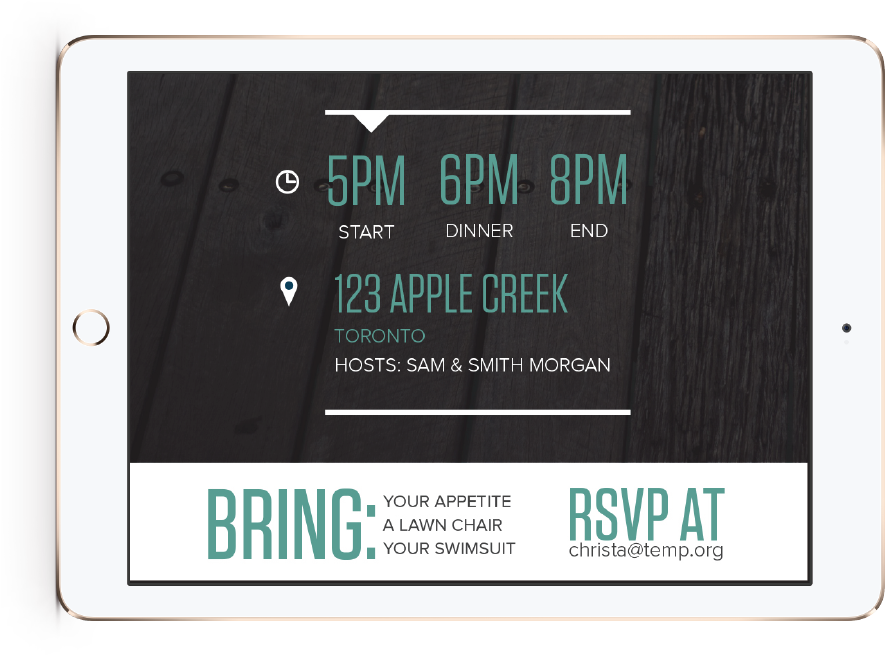 5PM 6PM 8PM
START DINNER END
123 APPLE CREEK
TORONTO
HOSTS: SAM & SMITH MORGAN
BRING:
YOUR APPETITE
A LAWN CHAIR
YOUR SWIMSUIT
RSVP AT
christa@temp.org